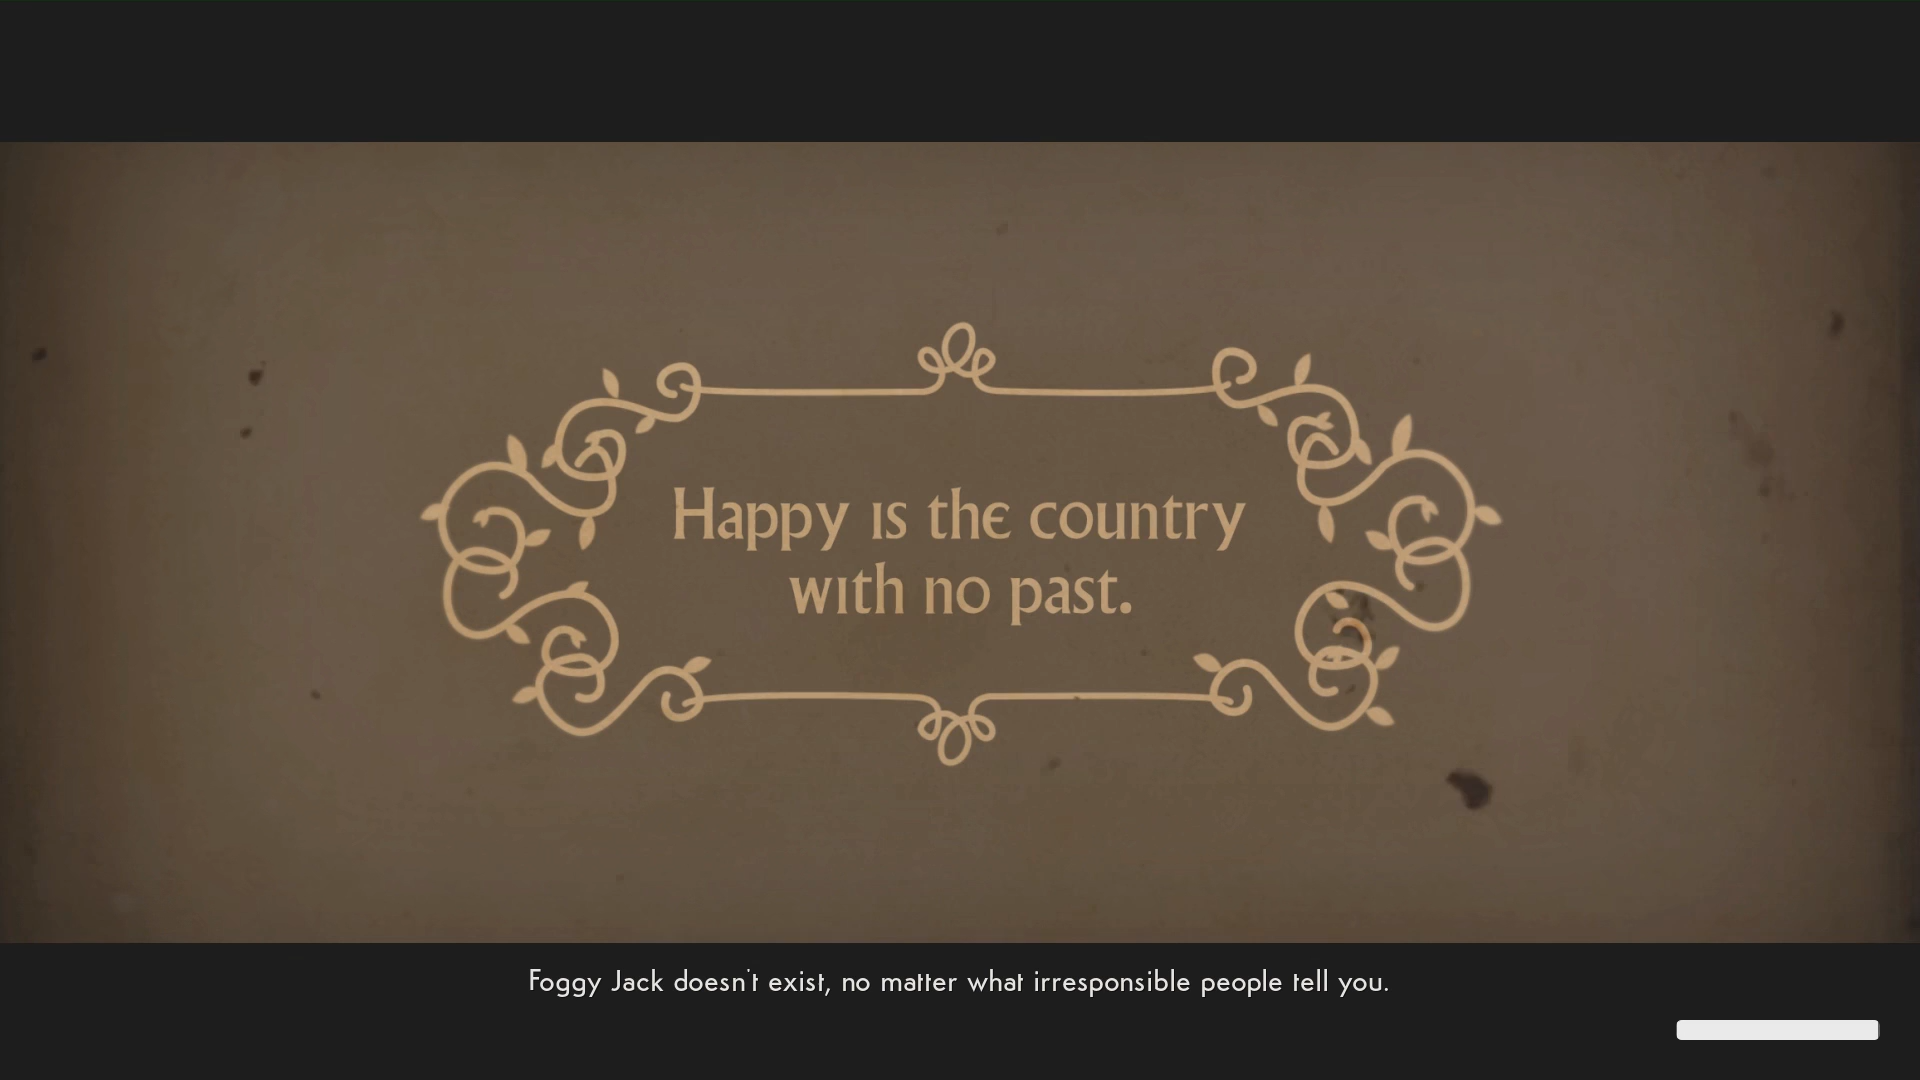 Happy is the country
with no past.
Foggy Jack doesn't exist, no matter what irresponsible people tell you.